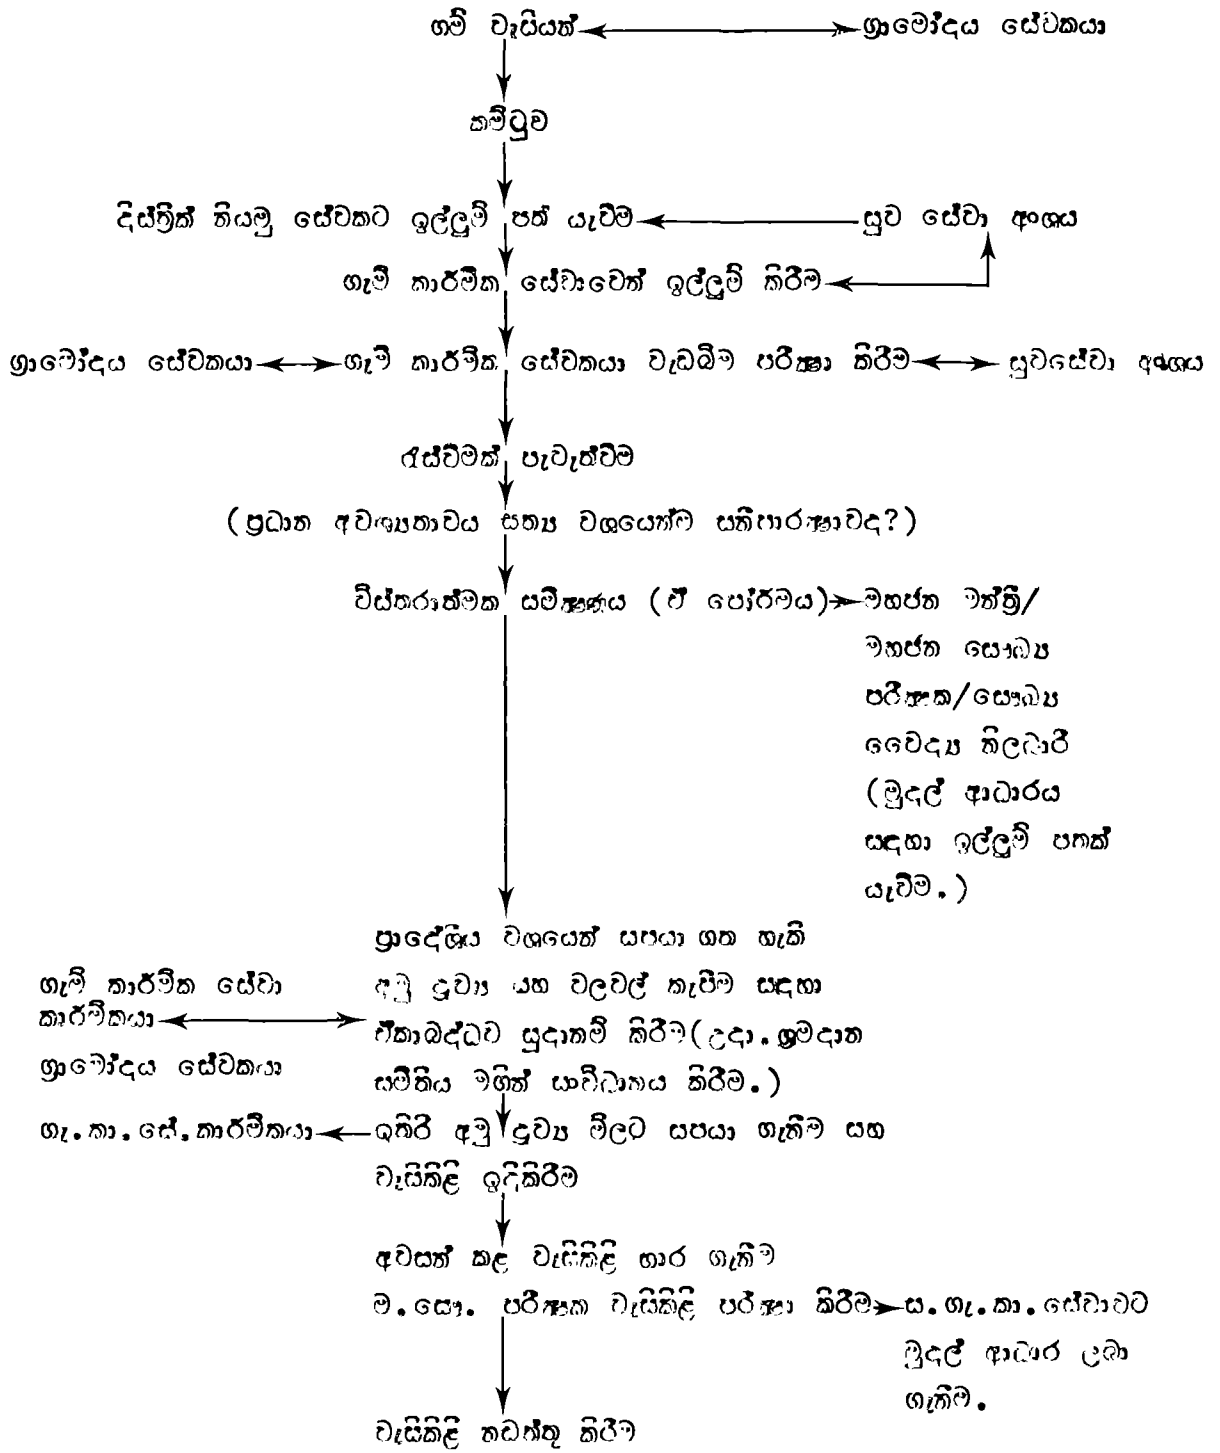 ගම් වැසියන් ග්‍රාමෝදය සේවකයා
කමිටුව
දිස්ත්‍රික් නියමු සේවකට ඉල්ලුම් පත් යැවීම සුව සේවා අංශය
ගැමි කාර්මික සේවාවෙන් ඉල්ලුම් කිරීම
ග්‍රාමෝදය සේවකයා ගැමි කාර්මික සේවකයා වැඩබිම පරීක්ෂා කිරීම සුවසේවා අංශය
රැස්වීමක් පැවැත්වීම
(ප්‍රධාන අවශ්‍යතාවය සත්‍ය වශයෙන්ම සනීපාරක්ෂාවද?)
විස්තරාත්මක සමීක්ෂණය (ඒ පෝර්මය) මහජන මන්ත්‍රී/
මහජන සෞඛ්‍ය
පරීක්ෂක/සෞඛ්‍ය
වෛද්‍ය නිලධාරී
(මුදල් ආධාරය
සඳහා ඉල්ලුම් පතක්
යැවීම.)
ප්‍රාදේශීය වශයෙන් සපයා ගත හැකි
ගැමි කාර්මික සේවා අමු ද්‍රව්‍ය යහ වලවල් කැපීම සඳහා
කාර්මිකයා ඒකාබද්ධව සූදානම් කිරීම(උදා.ශ්‍රමදාන
ග්‍රාමෝදය සේවකයා සමිතිය මගින් සංවිධානය කිරීම.)
ගැ.කා.සේ.කාර්මිකයා ඉතිරි අමු ද්‍රව්‍ය මිලට සපයා ගැනීම සහ
වැසිකිළි ඉදිකිරීම
අවසන් කළ වැසිකිළි භාර ගැනීම
ම.සෞ. පරීක්ෂක වැසිකිළි පරීක්ෂා කිරීම ස.ගැ.කා.සේවාවට
මුදල් ආධාර ලබා
ගැනීම.
වැසිකිළි නඩත්තු කිරීම